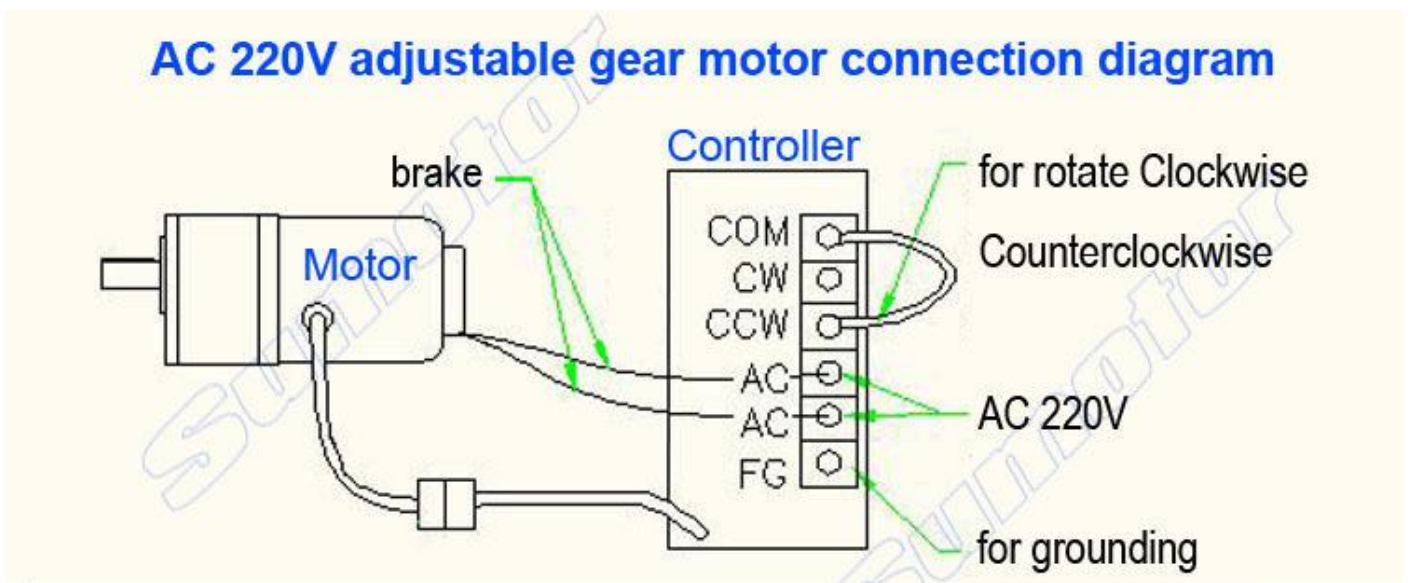 AC 220V adjustable gear motor connection diagram
Controller
brake
for rotate Clockwise
Counterclockwise
Motor
COM
CW
CCW
AC
AC
FG
AC 220V
for grounding
Sunmotor
Sunmotor